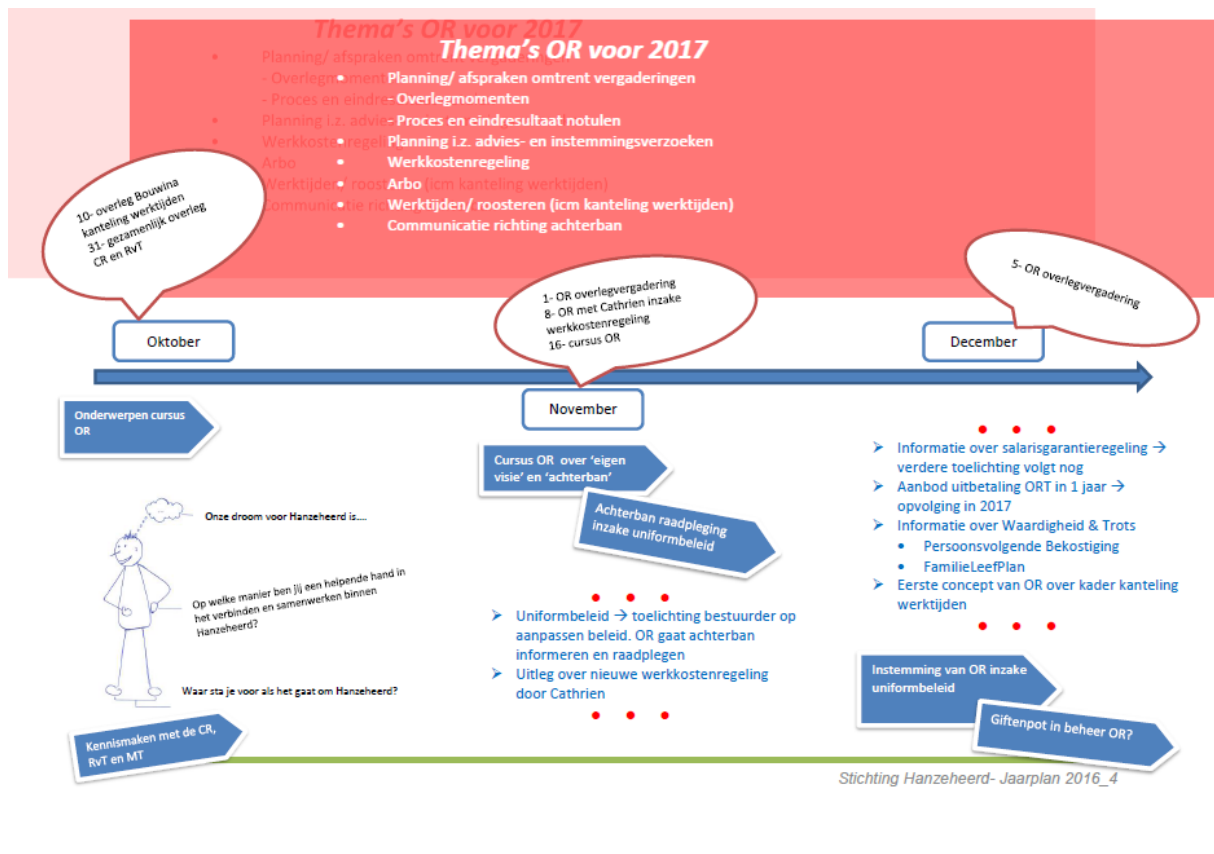 Thema's OR voor 2017
• Planning/ afspraken omtrent vergaderingen
- Overlegmomenten
- Proces en eindresultaat notulen
• Planning i.z. advies- en instemmingsverzoeken
• Werkkostenregeling
• Arbo
• Werktijden/ roosteren (icm kanteling werktijden)
• Communicatie richting achterban
10- overleg Bouwina
kanteling werktijden
31- gezamenlijk overleg
CR en RvT
1- OR overlegvergadering
8- OR met Cathrien inzake
werkkostenregeling
16- cursus OR
5- OR overlegvergadering
Oktober
November
December
Onderwerpen cursus
OR
Onze droom voor Hanzeheerd is....
Op welke manier ben jij een helpende hand in
het verbinden en samenwerken binnen
Hanzeheerd?
Waar sta je voor als het gaat om Hanzeheerd?
Kennismaken met de CR,
RvT en MT
Cursus OR over 'eigen
visie' en 'achterban'
Achterban raadpleging
inzake uniformbeleid
• • •
➢ Uniformbeleid → toelichting bestuurder op
aanpassen beleid. OR gaat achterban
informeren en raadplegen
➢ Uitleg over nieuwe werkkostenregeling
door Cathrien
• • •
• • •
➢ Informatie over salarisgarantieregeling →
verdere toelichting volgt nog
➢ Aanbod uitbetaling ORT in 1 jaar →
opvolging in 2017
➢ Informatie over Waardigheid & Trots
• Persoonsvolgende Bekostiging
• FamilieLeefPlan
➢ Eerste concept van OR over kader kanteling
werktijden
• • •
Instemming van OR inzake
uniformbeleid
Giftenpot in beheer OR?
Stichting Hanzeheerd- Jaarplan 2016_4